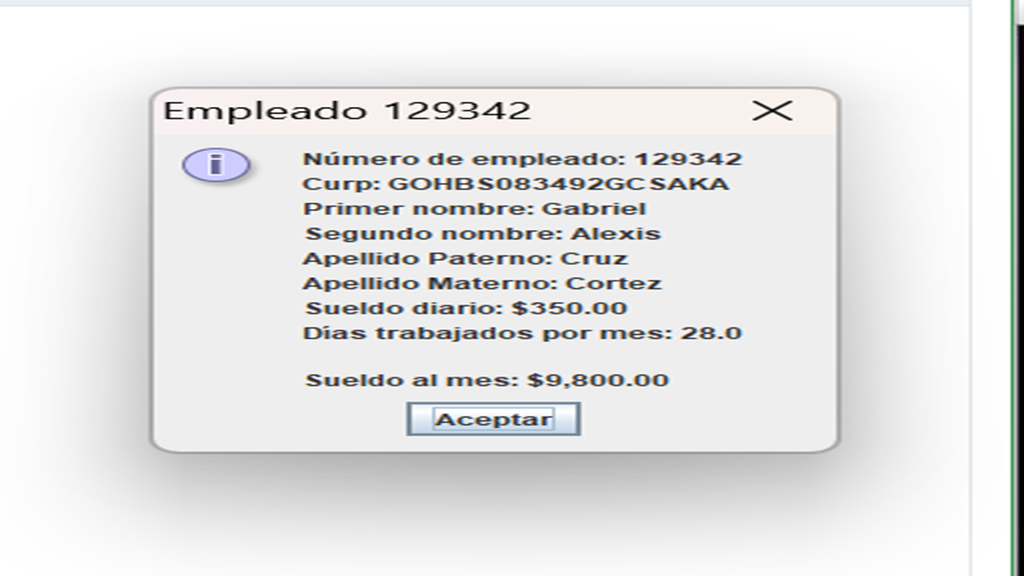 Empleado 129342
Número de empleado: 129342
Curp: GOHBS083492GCSAKA
Primer nombre: Gabriel
Segundo nombre: Alexis
Apellido Paterno: Cruz
Apellido Materno: Cortez
Sueldo diario: $350.00
Días trabajados por mes: 28.0
Sueldo al mes: $9,800.00
Aceptar